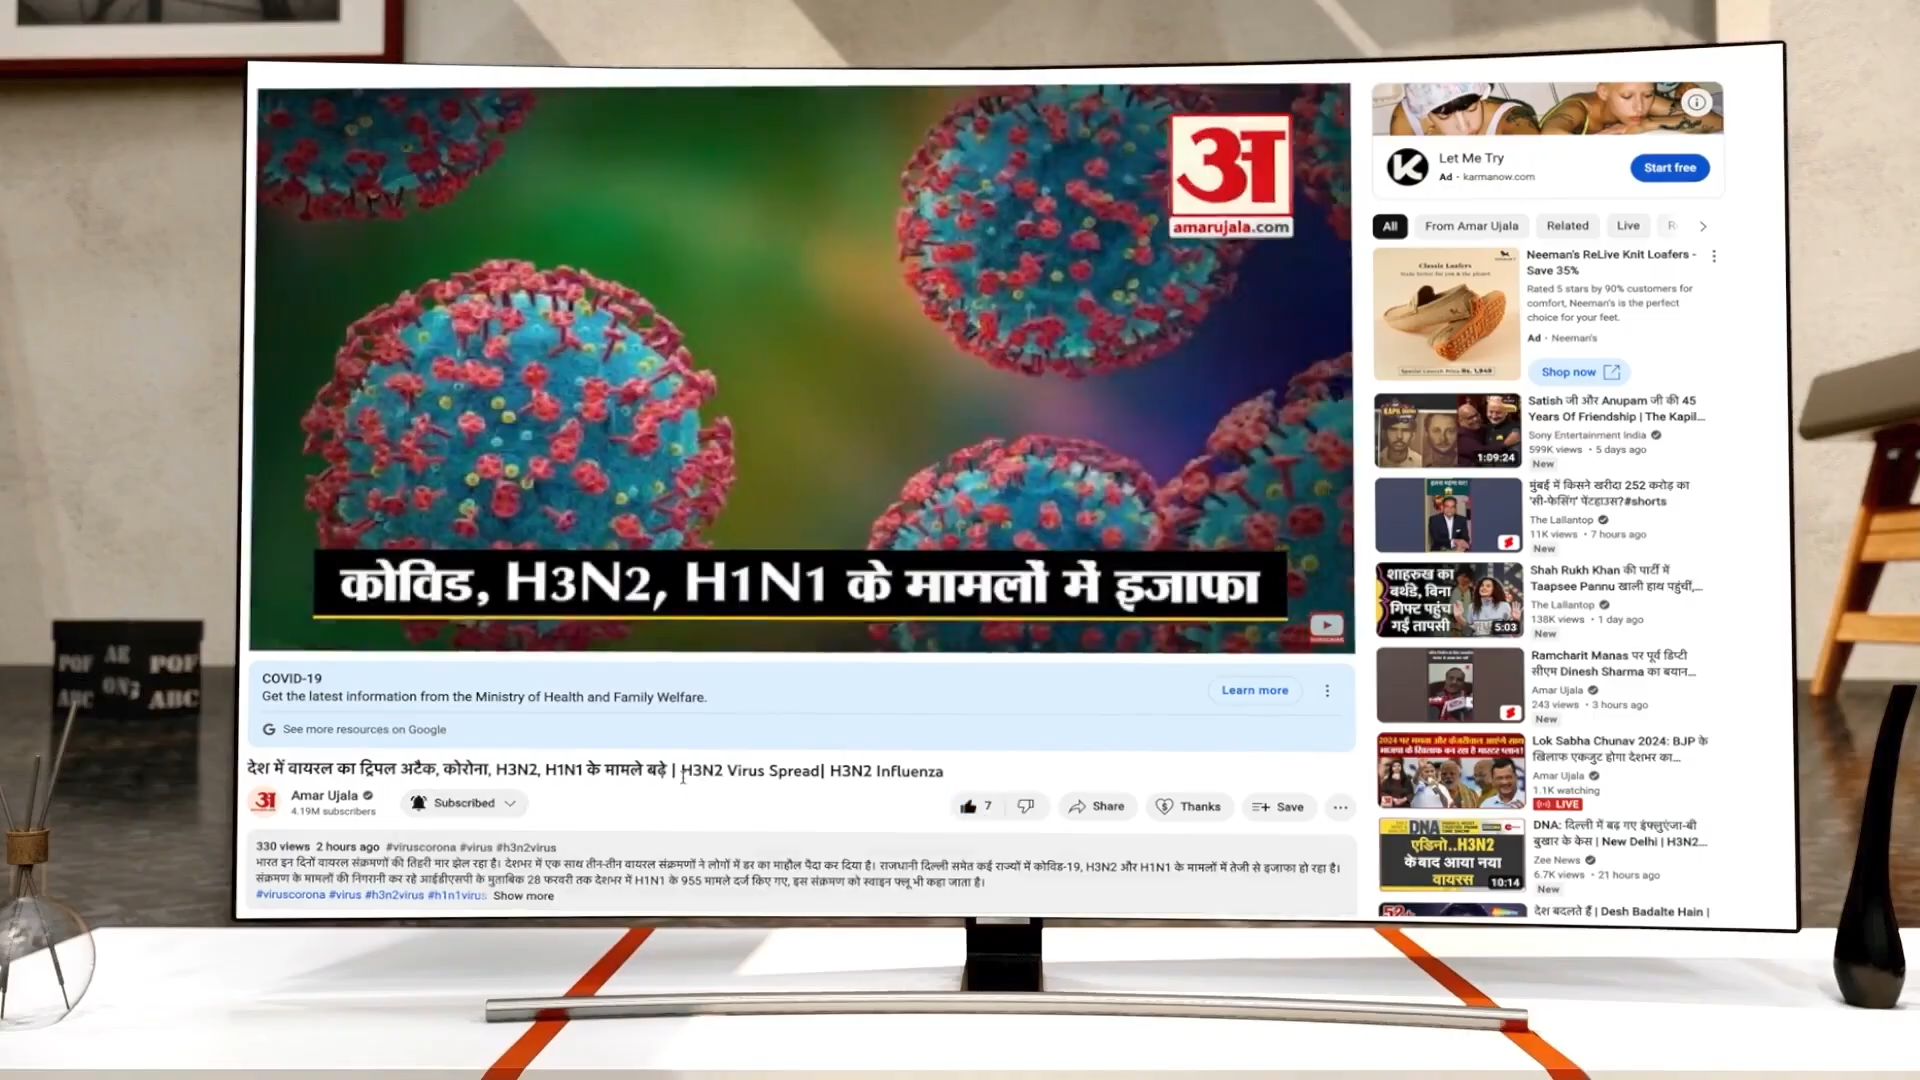 अ
amarujala.com
कोविड, H3N2, H1N1 के मामलों में इजाफा
COVID-19
Get the latest information from the Ministry of Health and Family Welfare.
Learn more
See more resources on Google
देश में वायरल का ट्रिपल अटैक, कोरोना, H3N2, H1N1 के मामले बढ़े | H3N2 Virus Spread| H3N2 Influenza
Amar Ujala
4.19M subscribers
Subscribed
7
Share
Thanks
Save
330 views 2 hours ago #viruscorona #virus #h3n2virus
भारत इन दिनों वायरल संक्रमणों की तिहरी मार झेल रहा है। देशभर में एक साथ तीन-तीन वायरल संक्रमणों ने लोगों में डर का माहौल पैदा कर दिया है। राजधानी दिल्ली समेत कई राज्यों में कोविड-19, H3N2 और H1N1 के मामलों में तेजी से इजाफा हो रहा है।
संक्रमण के मामलों की निगरानी कर रहे आईडीएसपी के मुताबिक 28 फरवरी तक देशभर में H1N1 के 955 मामले दर्ज किए गए, इस संक्रमण को स्वाइन फ्लू भी कहा जाता है।
#viruscorona #virus #h3n2virus #h1n1virus Show more
Let Me Try
Ad - karmanow.com
Start free
All
From Amar Ujala
Related
Live
Classic Loafers
Neeman's ReLive Knit Loafers -
Save 35%
Rated 5 stars by 90% customers for
comfort, Neeman's is the perfect
choice for your feet.
Ad · Neeman's
Shop now
Satish जी और Anupam जी की 45
Years Of Friendship | The Kapil...
Sony Entertainment India
599K views • 5 days ago
New
1:09:24
मुंबई में किसने खरीदा 252 करोड़ का
'सी-फेसिंग' पेंटहाउस?#shorts
The Lallantop
11K views • 7 hours ago
New
शाहरुख का
बर्थडे, बिना
गिफ्ट पहुंच
गईं तापसी
5:03
Shah Rukh Khan की पार्टी में
Taapsee Pannu खाली हाथ पहुंचीं,...
The Lallantop
138K views • 1 day ago
New
Ramcharit Manas पर पूर्व डिप्टी
सीएम Dinesh Sharma का बयान...
Amar Ujala
243 views • 3 hours ago
New
Lok Sabha Chunav 2024: BJP के
खिलाफ एकजुट होगा देशभर का...
Amar Ujala
1.1K watching
LIVE
DNA
एडिनो..H3N2
के बाद आया नया
वायरस
10:14
DNA: दिल्ली में बढ़ गए इंफ्लुएंजा-बी
बुखार के केस | New Delhi | H3N2...
Zee News
6.7K views • 21 hours ago
New
देश बदलते हैं | Desh Badalte Hain |
POF
ABC
POF
ABC